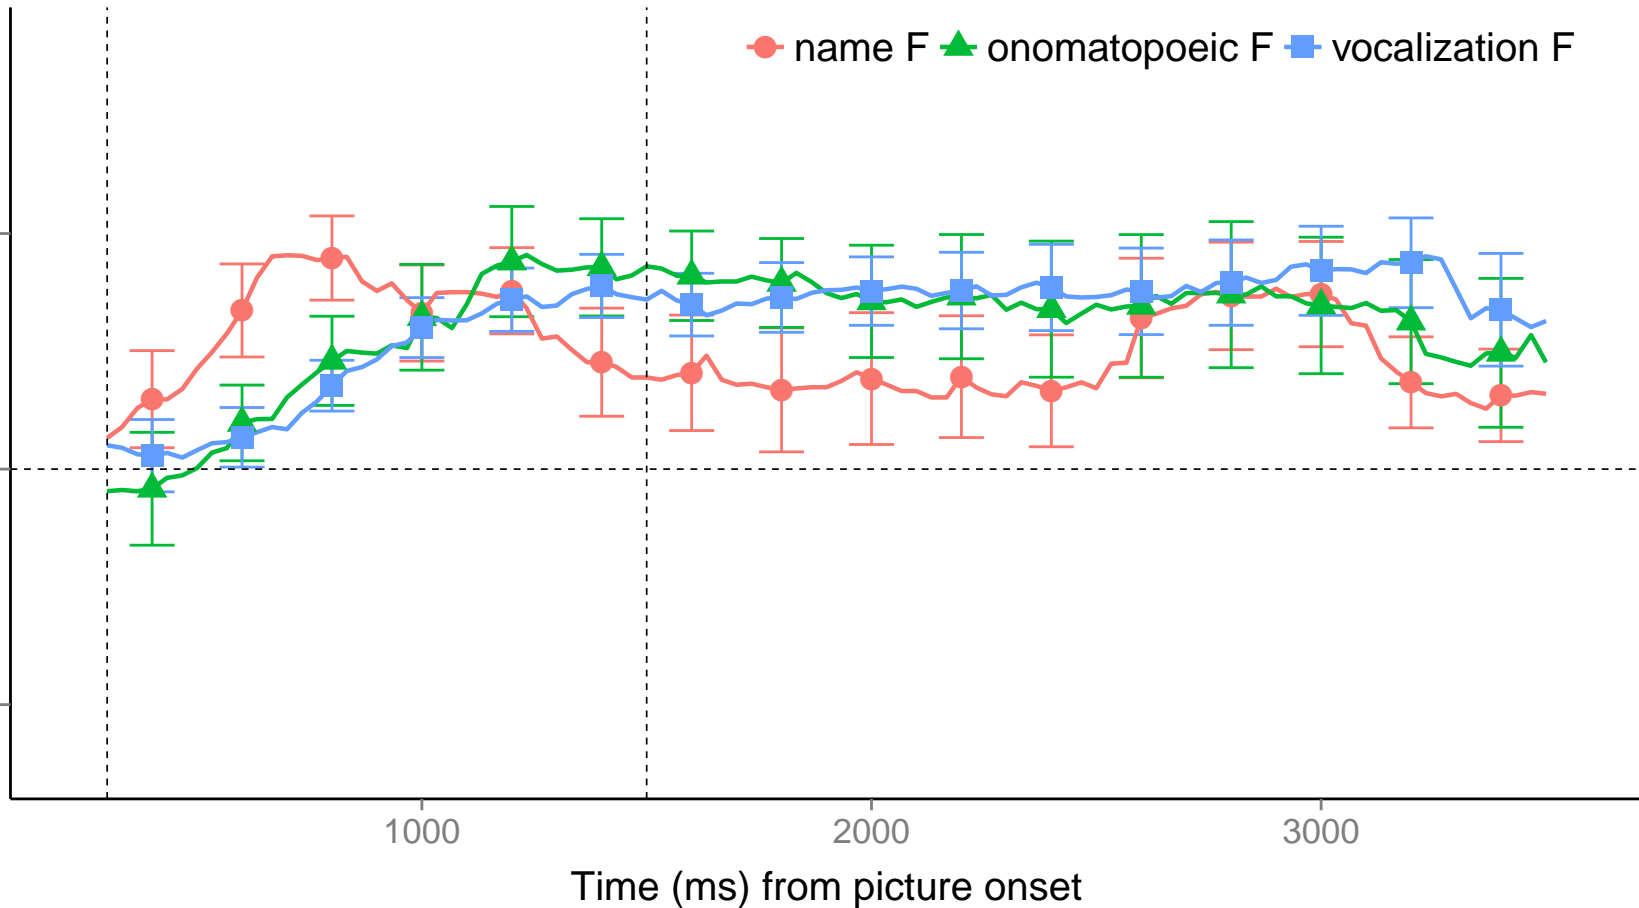 name F onomatopoeic F vocalization F
1000 2000 3000
Time (ms) from picture onset